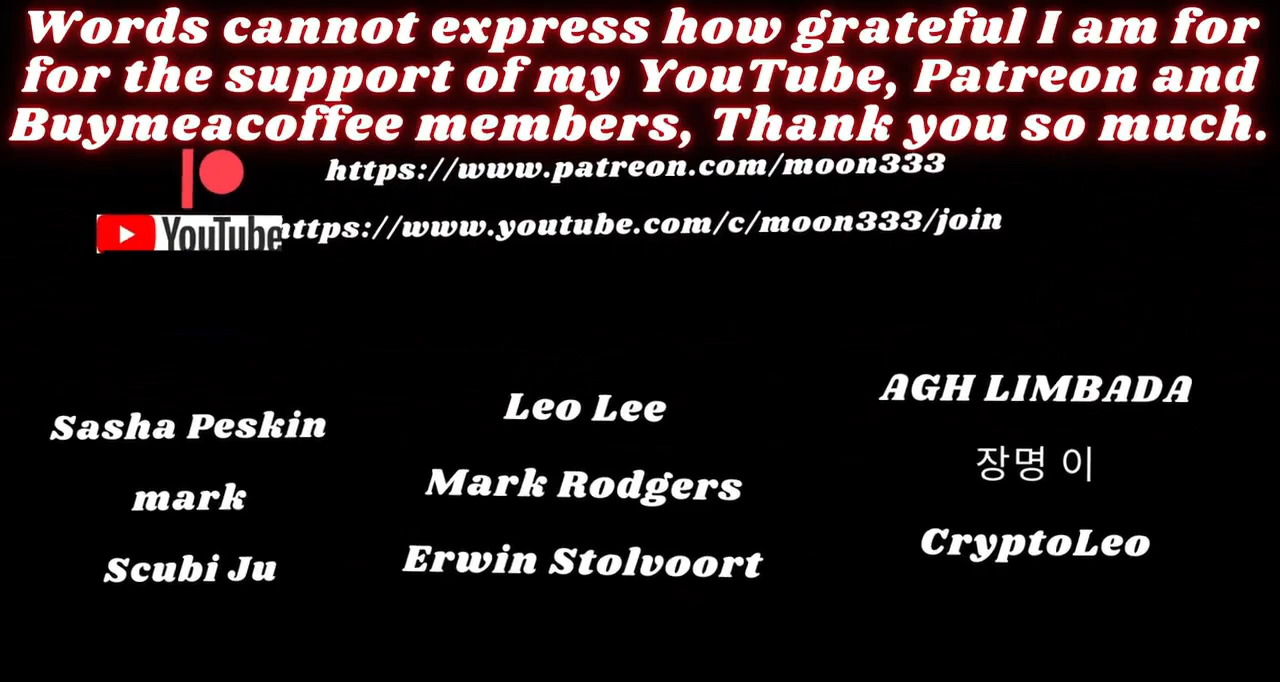 Words cannot express how grateful I am for
for the support of my YouTube, Patreon and
Buymeacoffee members, Thank you so much.
https://www.patreon.com/moon333
YouTube
https://www.youtube.com/c/moon333/join
Sasha Peskin
mark
Scubi Ju
Leo Lee
Mark Rodgers
Erwin Stolvoort
AGH LIMBADA
장명 이
CryptoLeo